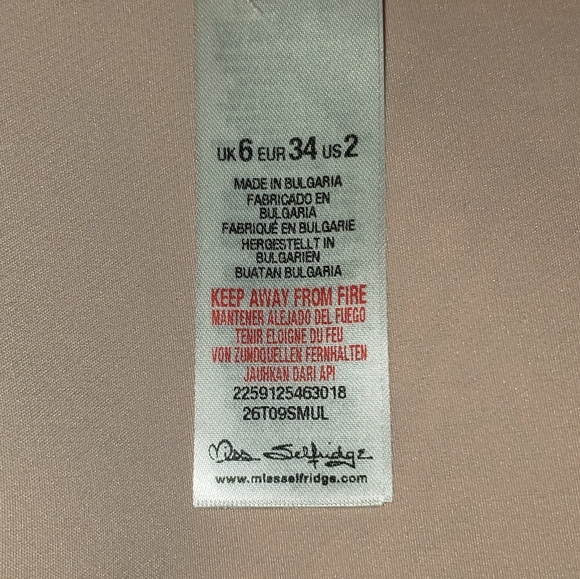 UK 6 EUR 34 US 2
MADE IN BULGARIA
FABRICADO EN
BULGARIA
FABRIQUÉ EN BULGARIE
HERGESTELLT IN
BULGARIEN
BUATAN BULGARIA
KEEP AWAY FROM FIRE
MANTENER ALEJADO DEL FUEGO
TENIR ELOIGNE DU FEU
VON ZUNDQUELLEN FERNHALTEN
JAUHKAN DARI API
2259125463018
26T09SMUL
Miss Selfridge
www.missselfridge.com